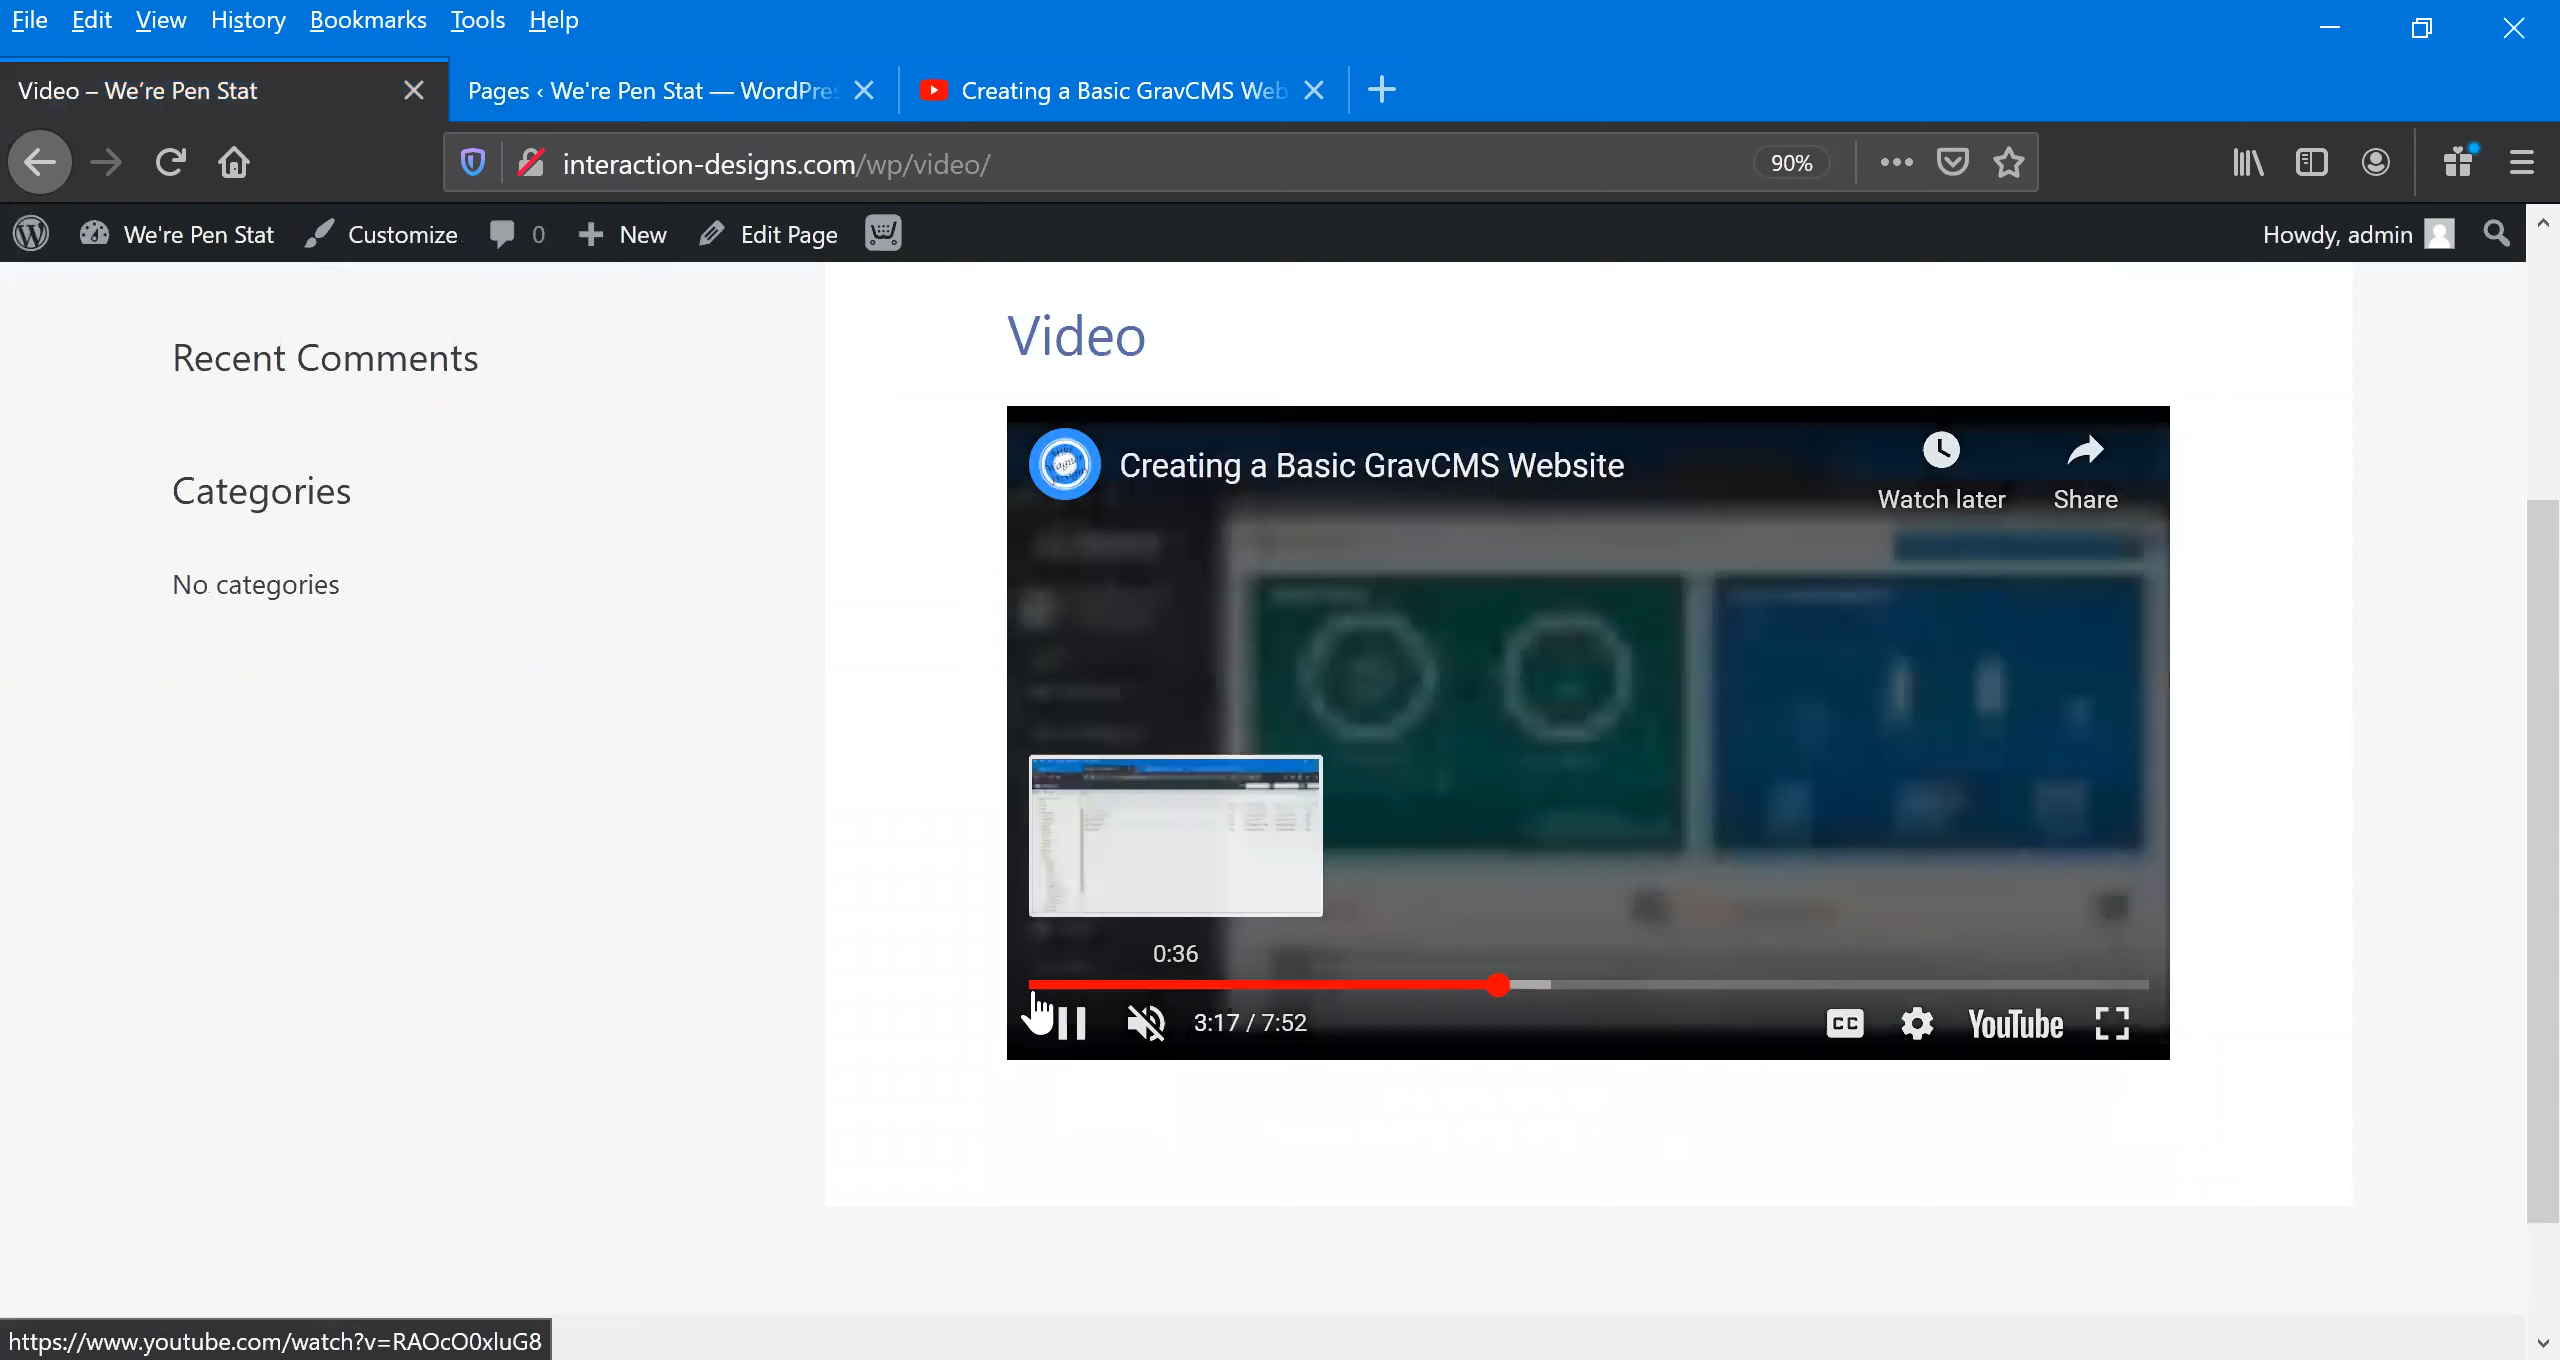 File Edit View History Bookmarks Tools Help
Video – We're Pen Stat
Pages ‹ We're Pen Stat — WordPres
Creating a Basic GravCMS Web
interaction-designs.com/wp/video/
90%
We're Pen Stat
Customize
0
New
Edit Page
Howdy, admin
Recent Comments
Categories
No categories
Video
Creating a Basic GravCMS Website
Watch later
Share
0:36
3:17 / 7:52
CC
YouTube
https://www.youtube.com/watch?v=RAOcO0xluG8